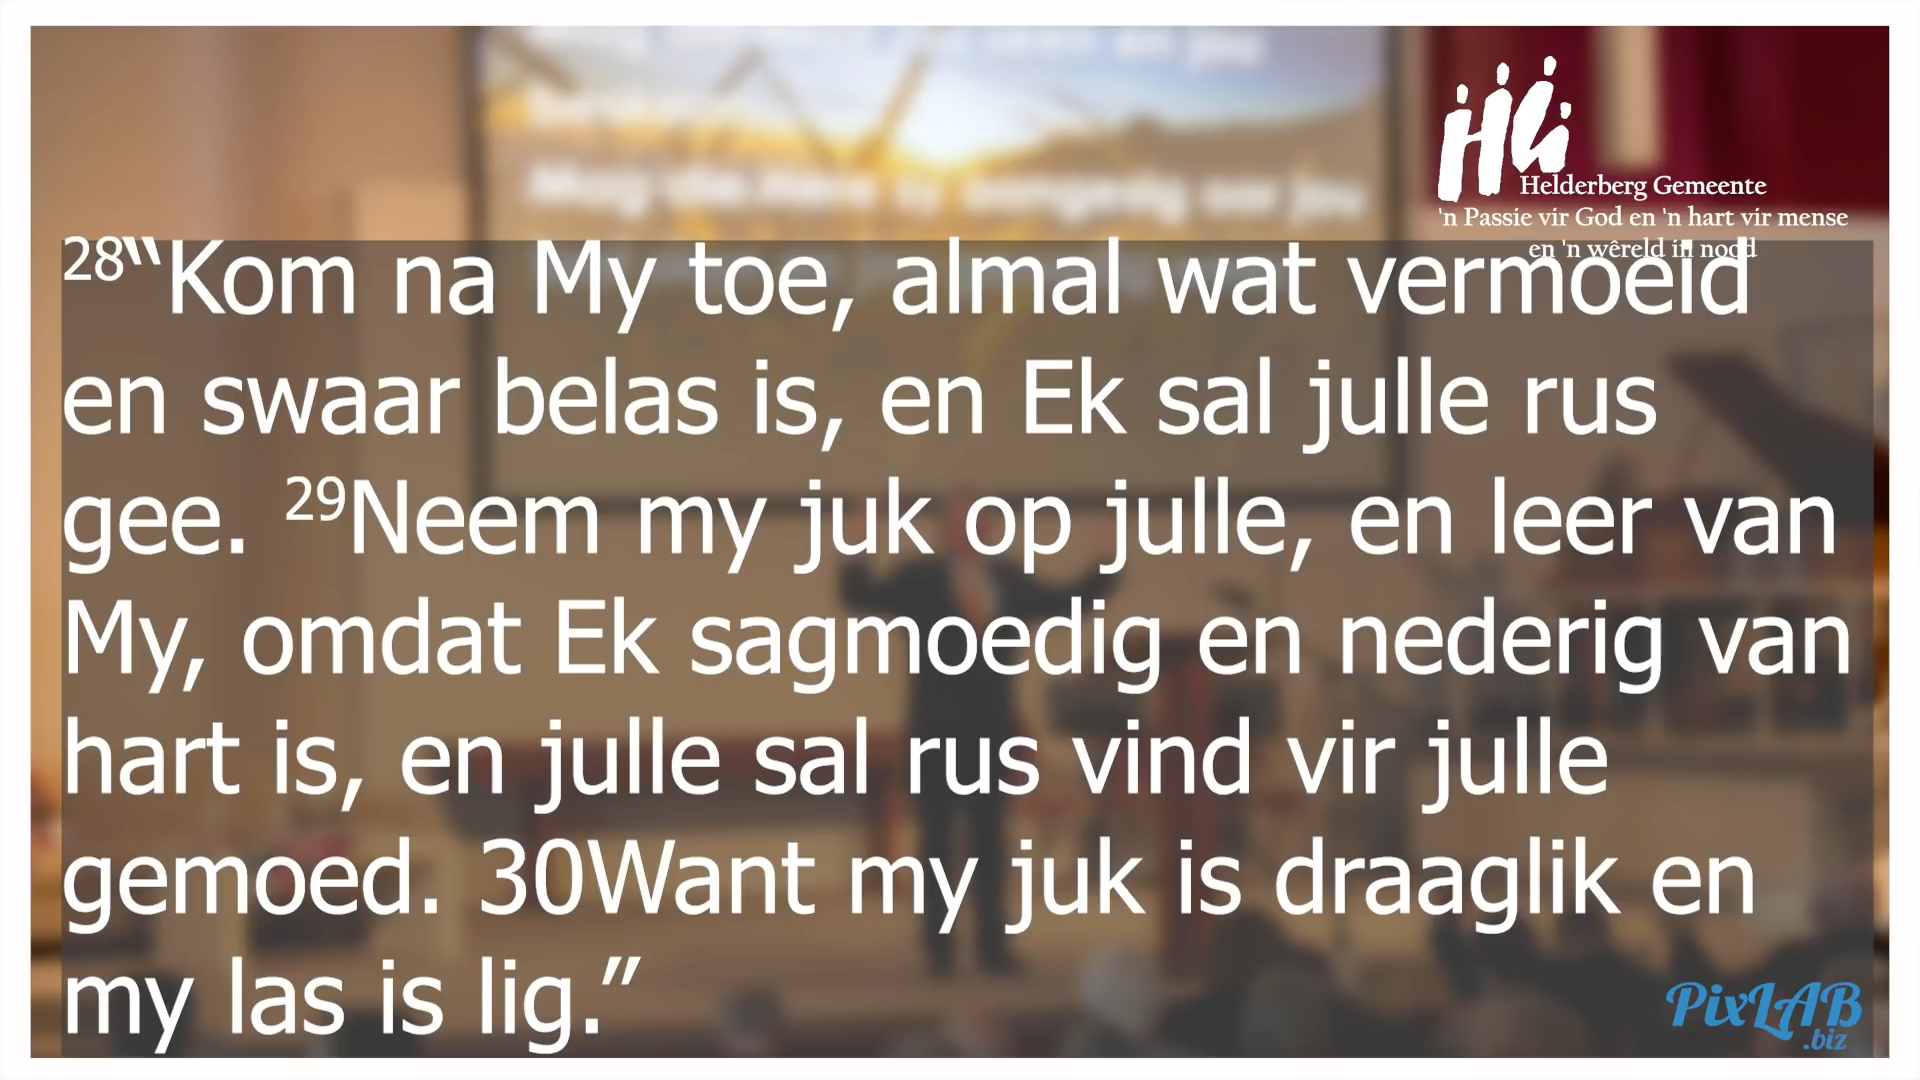 Helderberg Gemeente
'n Passie vir God en 'n hart vir mense
en 'n wêreld in nood
28“Kom na My toe, almal wat vermoeid
en swaar belas is, en Ek sal julle rus
gee. 29Neem my juk op julle, en leer van
My, omdat Ek sagmoedig en nederig van
hart is, en julle sal rus vind vir julle
gemoed. 30Want my juk is draaglik en
my las is lig.”
PixLAB
.biz